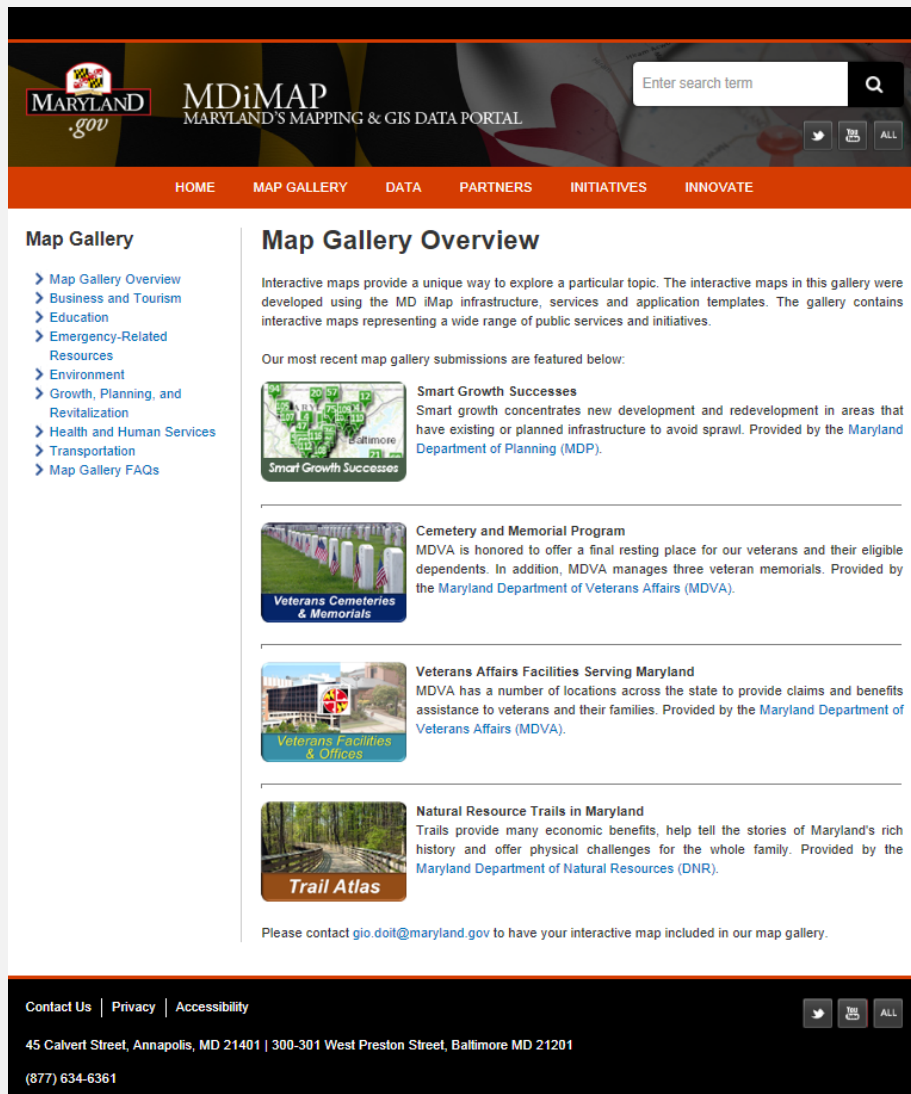 MARYLAND
.gov
MDiMAP
MARYLAND'S MAPPING & GIS DATA PORTAL
Enter search term
You
ALL
HOME MAP GALLERY DATA PARTNERS INITIATIVES INNOVATE
Map Gallery
Map Gallery Overview
Business and Tourism
Education
Emergency-Related
Resources
Environment
Growth, Planning, and
Revitalization
Health and Human Services
Transportation
Map Gallery FAQs
Map Gallery Overview
Interactive maps provide a unique way to explore a particular topic. The interactive maps in this gallery were
developed using the MD iMap infrastructure, services and application templates. The gallery contains
interactive maps representing a wide range of public services and initiatives.
Our most recent map gallery submissions are featured below:
94 20 57 12
Baltimore
Smart Growth Successes
Smart Growth Successes
Smart growth concentrates new development and redevelopment in areas that
have existing or planned infrastructure to avoid sprawl. Provided by the Maryland
Department of Planning (MDP).
Veterans Cemeteries
& Memorials
Cemetery and Memorial Program
MDVA is honored to offer a final resting place for our veterans and their eligible
dependents. In addition, MDVA manages three veteran memorials. Provided by
the Maryland Department of Veterans Affairs (MDVA).
Veterans Facilities
& Offices
Veterans Affairs Facilities Serving Maryland
MDVA has a number of locations across the state to provide claims and benefits
assistance to veterans and their families. Provided by the Maryland Department of
Veterans Affairs (MDVA).
Trail Atlas
Natural Resource Trails in Maryland
Trails provide many economic benefits, help tell the stories of Maryland's rich
history and offer physical challenges for the whole family. Provided by the
Maryland Department of Natural Resources (DNR).
Please contact gio.doit@maryland.gov to have your interactive map included in our map gallery.
Contact Us | Privacy | Accessibility
You
ALL
45 Calvert Street, Annapolis, MD 21401 | 300-301 West Preston Street, Baltimore MD 21201
(877) 634-6361